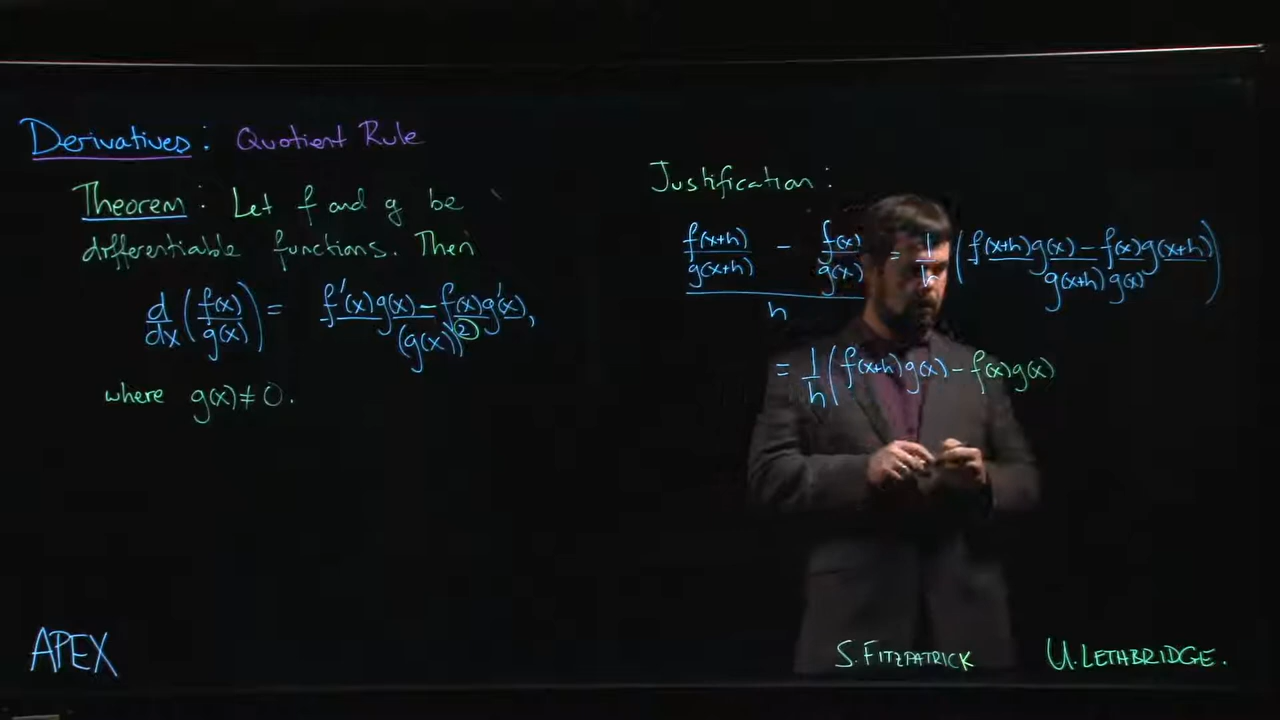 Derivatives: Quotient Rule
Theorem: Let f and g be
differentiable functions. Then
d/dx (f(x)/g(x)) = (f'(x)g(x) - f(x)g'(x))/(g(x))^2,
where g(x) ≠ 0.
Justification:
(f(x+h)/g(x+h) - f(x)/g(x))/h = 1/h (f(x+h)g(x) - f(x)g(x+h))/(g(x+h)g(x))
= 1/h (f(x+h)g(x) - f(x)g(x)
APEX
S. FITZPATRICK
U. LETHBRIDGE.